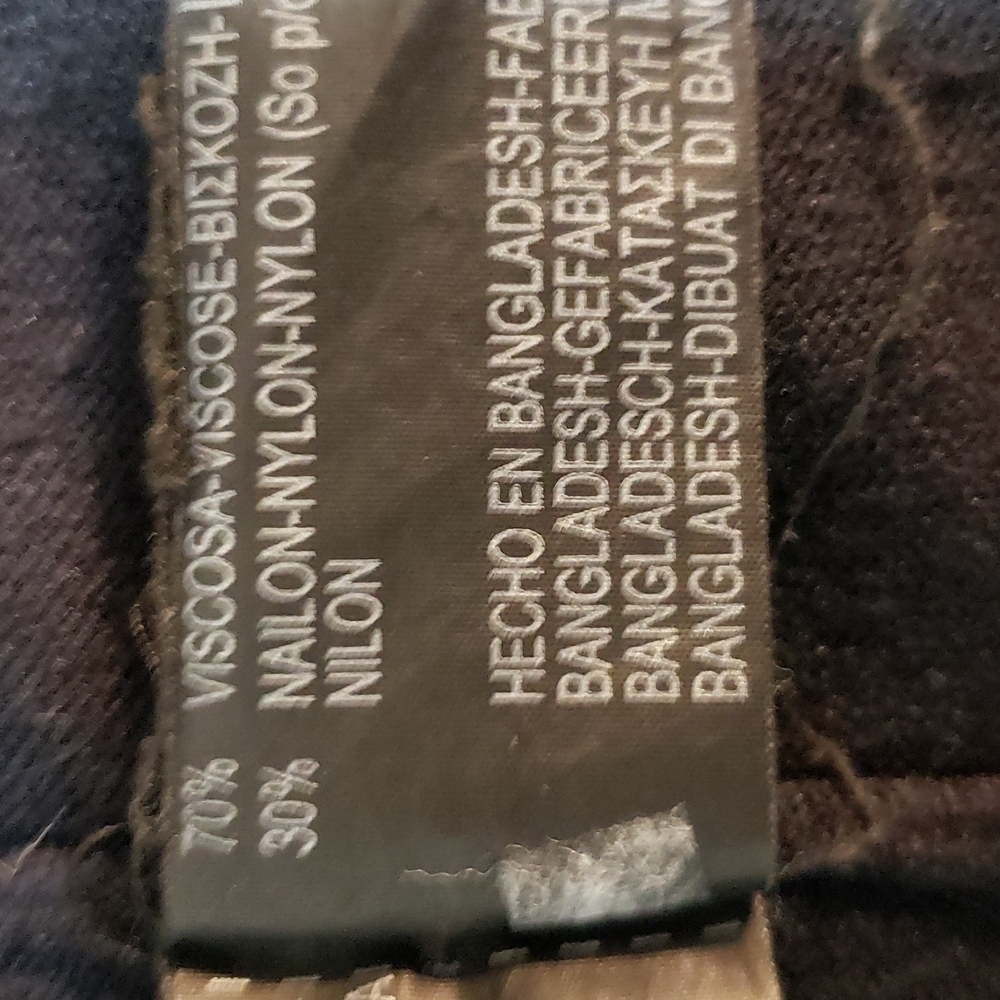 70% VISCOSA-VISCOSE-ΒΙΣΚΟΖΗ-
30% NAILON-NYLON-NYLON (So p/c
NILON
HECHO EN BANGLADESH-FAB
BANGLADESH-GEFABRICEER
BANGLADESCH-ΚΑΤΑΣΚΕΥΗ
BANGLADESH-DIBUAT DI BANG